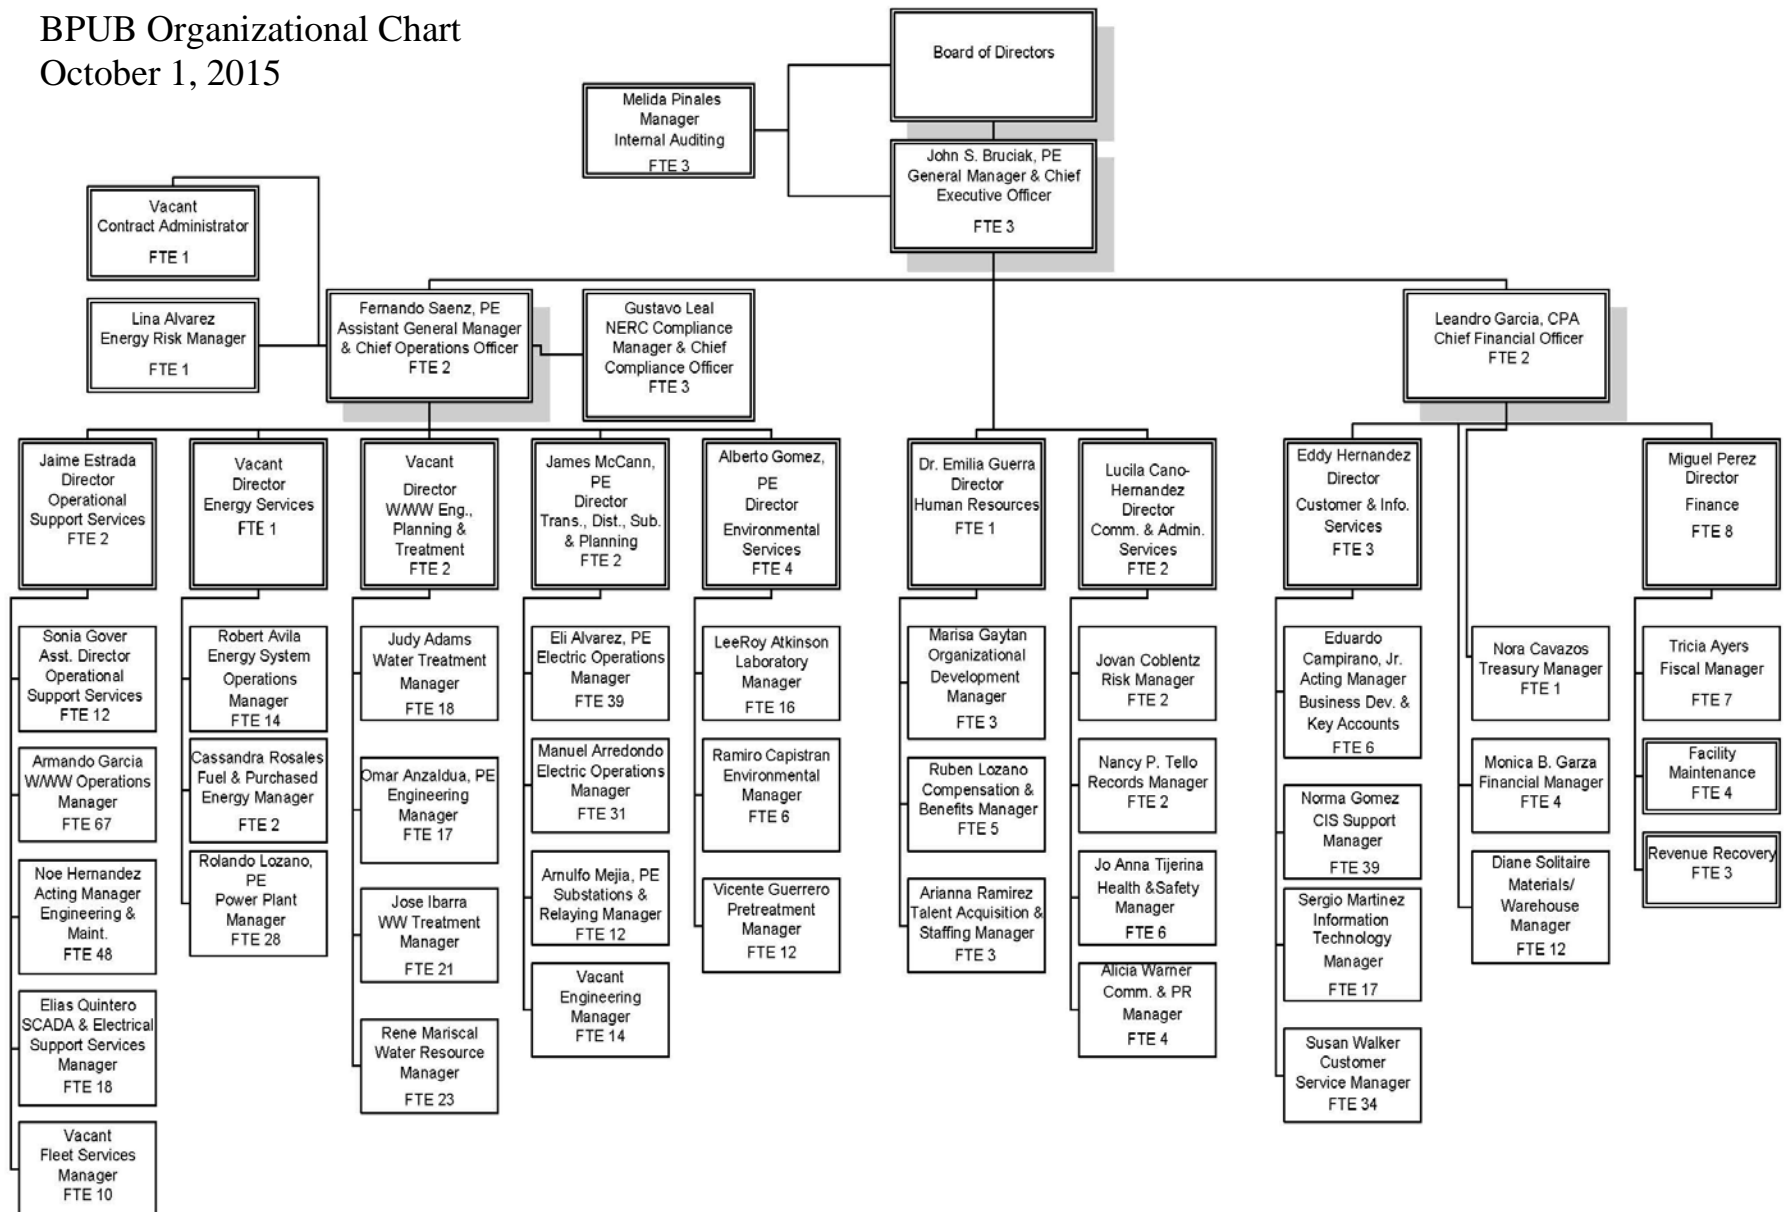 BPUB Organizational Chart
October 1, 2015
Board of Directors
Melida Pinales
Manager
Internal Auditing
FTE 3
John S. Bruciak, PE
General Manager & Chief
Executive Officer
FTE 3
Vacant
Contract Administrator
FTE 1
Lina Alvarez
Energy Risk Manager
FTE 1
Fernando Saenz, PE
Assistant General Manager
& Chief Operations Officer
FTE 2
Gustavo Leal
NERC Compliance
Manager & Chief
Compliance Officer
FTE 3
Leandro Garcia, CPA
Chief Financial Officer
FTE 2
Jaime Estrada
Director
Operational
Support Services
FTE 2
Vacant
Director
Energy Services
FTE 1
Vacant
Director
W/WW Eng.,
Planning &
Treatment
FTE 2
James McCann,
PE
Director
Trans., Dist., Sub.
& Planning
FTE 2
Alberto Gomez,
PE
Director
Environmental
Services
FTE 4
Dr. Emilia Guerra
Director
Human Resources
FTE 1
Lucila Cano-
Hernandez
Director
Comm. & Admin.
Services
FTE 2
Eddy Hernandez
Director
Customer & Info.
Services
FTE 3
Miguel Perez
Director
Finance
FTE 8
Sonia Gover
Asst. Director
Operational
Support Services
FTE 12
Armando Garcia
W/WW Operations
Manager
FTE 67
Noe Hernandez
Acting Manager
Engineering &
Maint.
FTE 48
Elias Quintero
SCADA & Electrical
Support Services
Manager
FTE 18
Vacant
Fleet Services
Manager
FTE 10
Robert Avila
Energy System
Operations
Manager
FTE 14
Cassandra Rosales
Fuel & Purchased
Energy Manager
FTE 2
Rolando Lozano,
PE
Power Plant
Manager
FTE 28
Judy Adams
Water Treatment
Manager
FTE 18
Omar Anzaldua, PE
Engineering
Manager
FTE 17
Jose Ibarra
WW Treatment
Manager
FTE 21
Rene Mariscal
Water Resource
Manager
FTE 23
Eli Alvarez, PE
Electric Operations
Manager
FTE 39
Manuel Arredondo
Electric Operations
Manager
FTE 31
Arnulfo Mejia, PE
Substations &
Relaying Manager
FTE 12
Vacant
Engineering
Manager
FTE 14
LeeRoy Atkinson
Laboratory
Manager
FTE 16
Ramiro Capistran
Environmental
Manager
FTE 6
Vicente Guerrero
Pretreatment
Manager
FTE 12
Marisa Gaytan
Organizational
Development
Manager
FTE 3
Ruben Lozano
Compensation &
Benefits Manager
FTE 5
Arianna Ramirez
Talent Acquisition &
Staffing Manager
FTE 3
Jovan Coblentz
Risk Manager
FTE 2
Nancy P. Tello
Records Manager
FTE 2
Jo Anna Tijerina
Health &Safety
Manager
FTE 6
Alicia Warner
Comm. & PR
Manager
FTE 4
Eduardo
Campirano, Jr.
Acting Manager
Business Dev. &
Key Accounts
FTE 6
Norma Gomez
CIS Support
Manager
FTE 39
Sergio Martinez
Information
Technology
Manager
FTE 17
Susan Walker
Customer
Service Manager
FTE 34
Nora Cavazos
Treasury Manager
FTE 1
Monica B. Garza
Financial Manager
FTE 4
Diane Solitaire
Materials/
Warehouse
Manager
FTE 12
Tricia Ayers
Fiscal Manager
FTE 7
Facility
Maintenance
FTE 4
Revenue Recovery
FTE 3